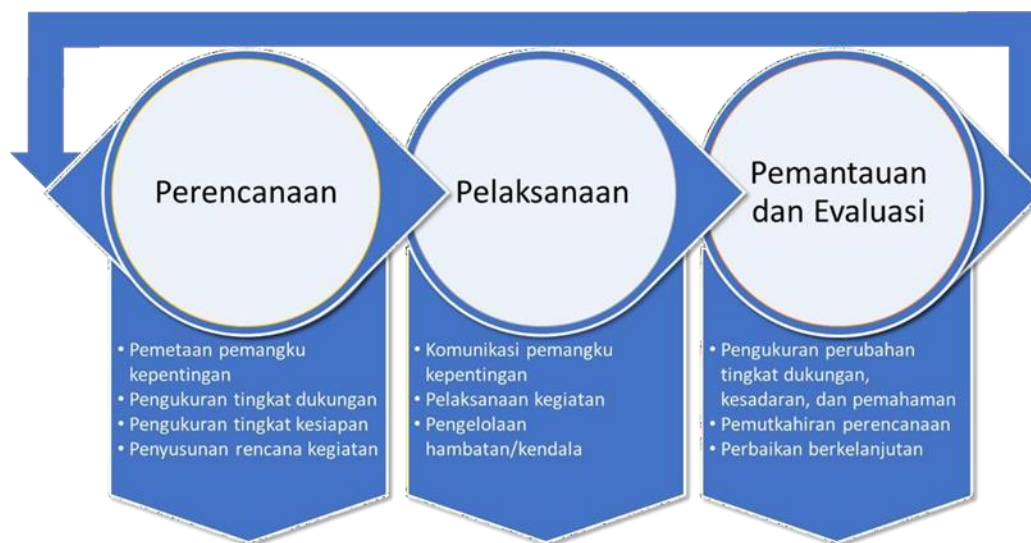 Perencanaan
• Pemetaan pemangku
kepentingan
• Pengukuran tingkat dukungan
• Pengukuran tingkat kesiapan
• Penyusunan rencana kegiatan
Pelaksanaan
• Komunikasi pemangku
kepentingan
• Pelaksanaan kegiatan
• Pengelolaan
hambatan/kendala
Pemantauan
dan Evaluasi
• Pengukuran perubahan
tingkat dukungan,
kesadaran, dan pemahaman
• Pemutkahiran perencanaan
• Perbaikan berkelanjutan